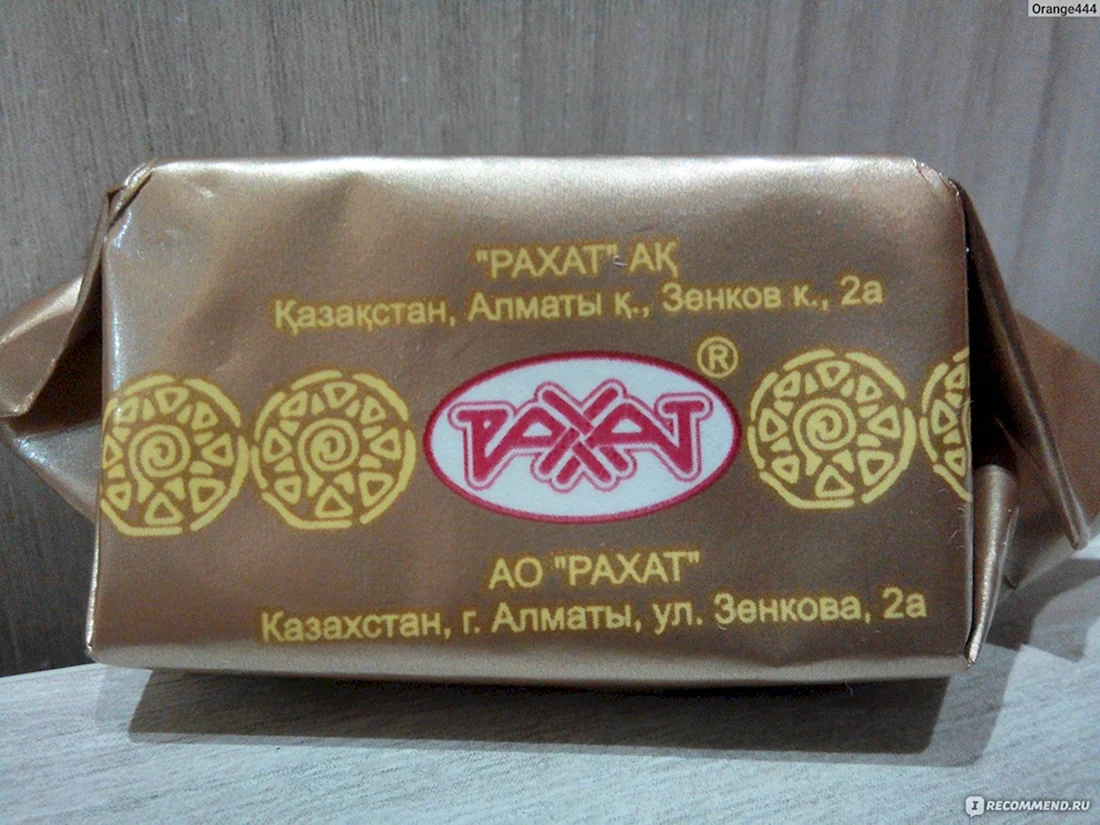 Orange444
"РАХАТ" АҚ
Қазақстан, Алматы қ., Зенков к., 2а
®
РАХАТ
АО "РАХАТ"
Казахстан, г. Алматы, ул. Зенкова, 2а
I RECOMMEND.RU